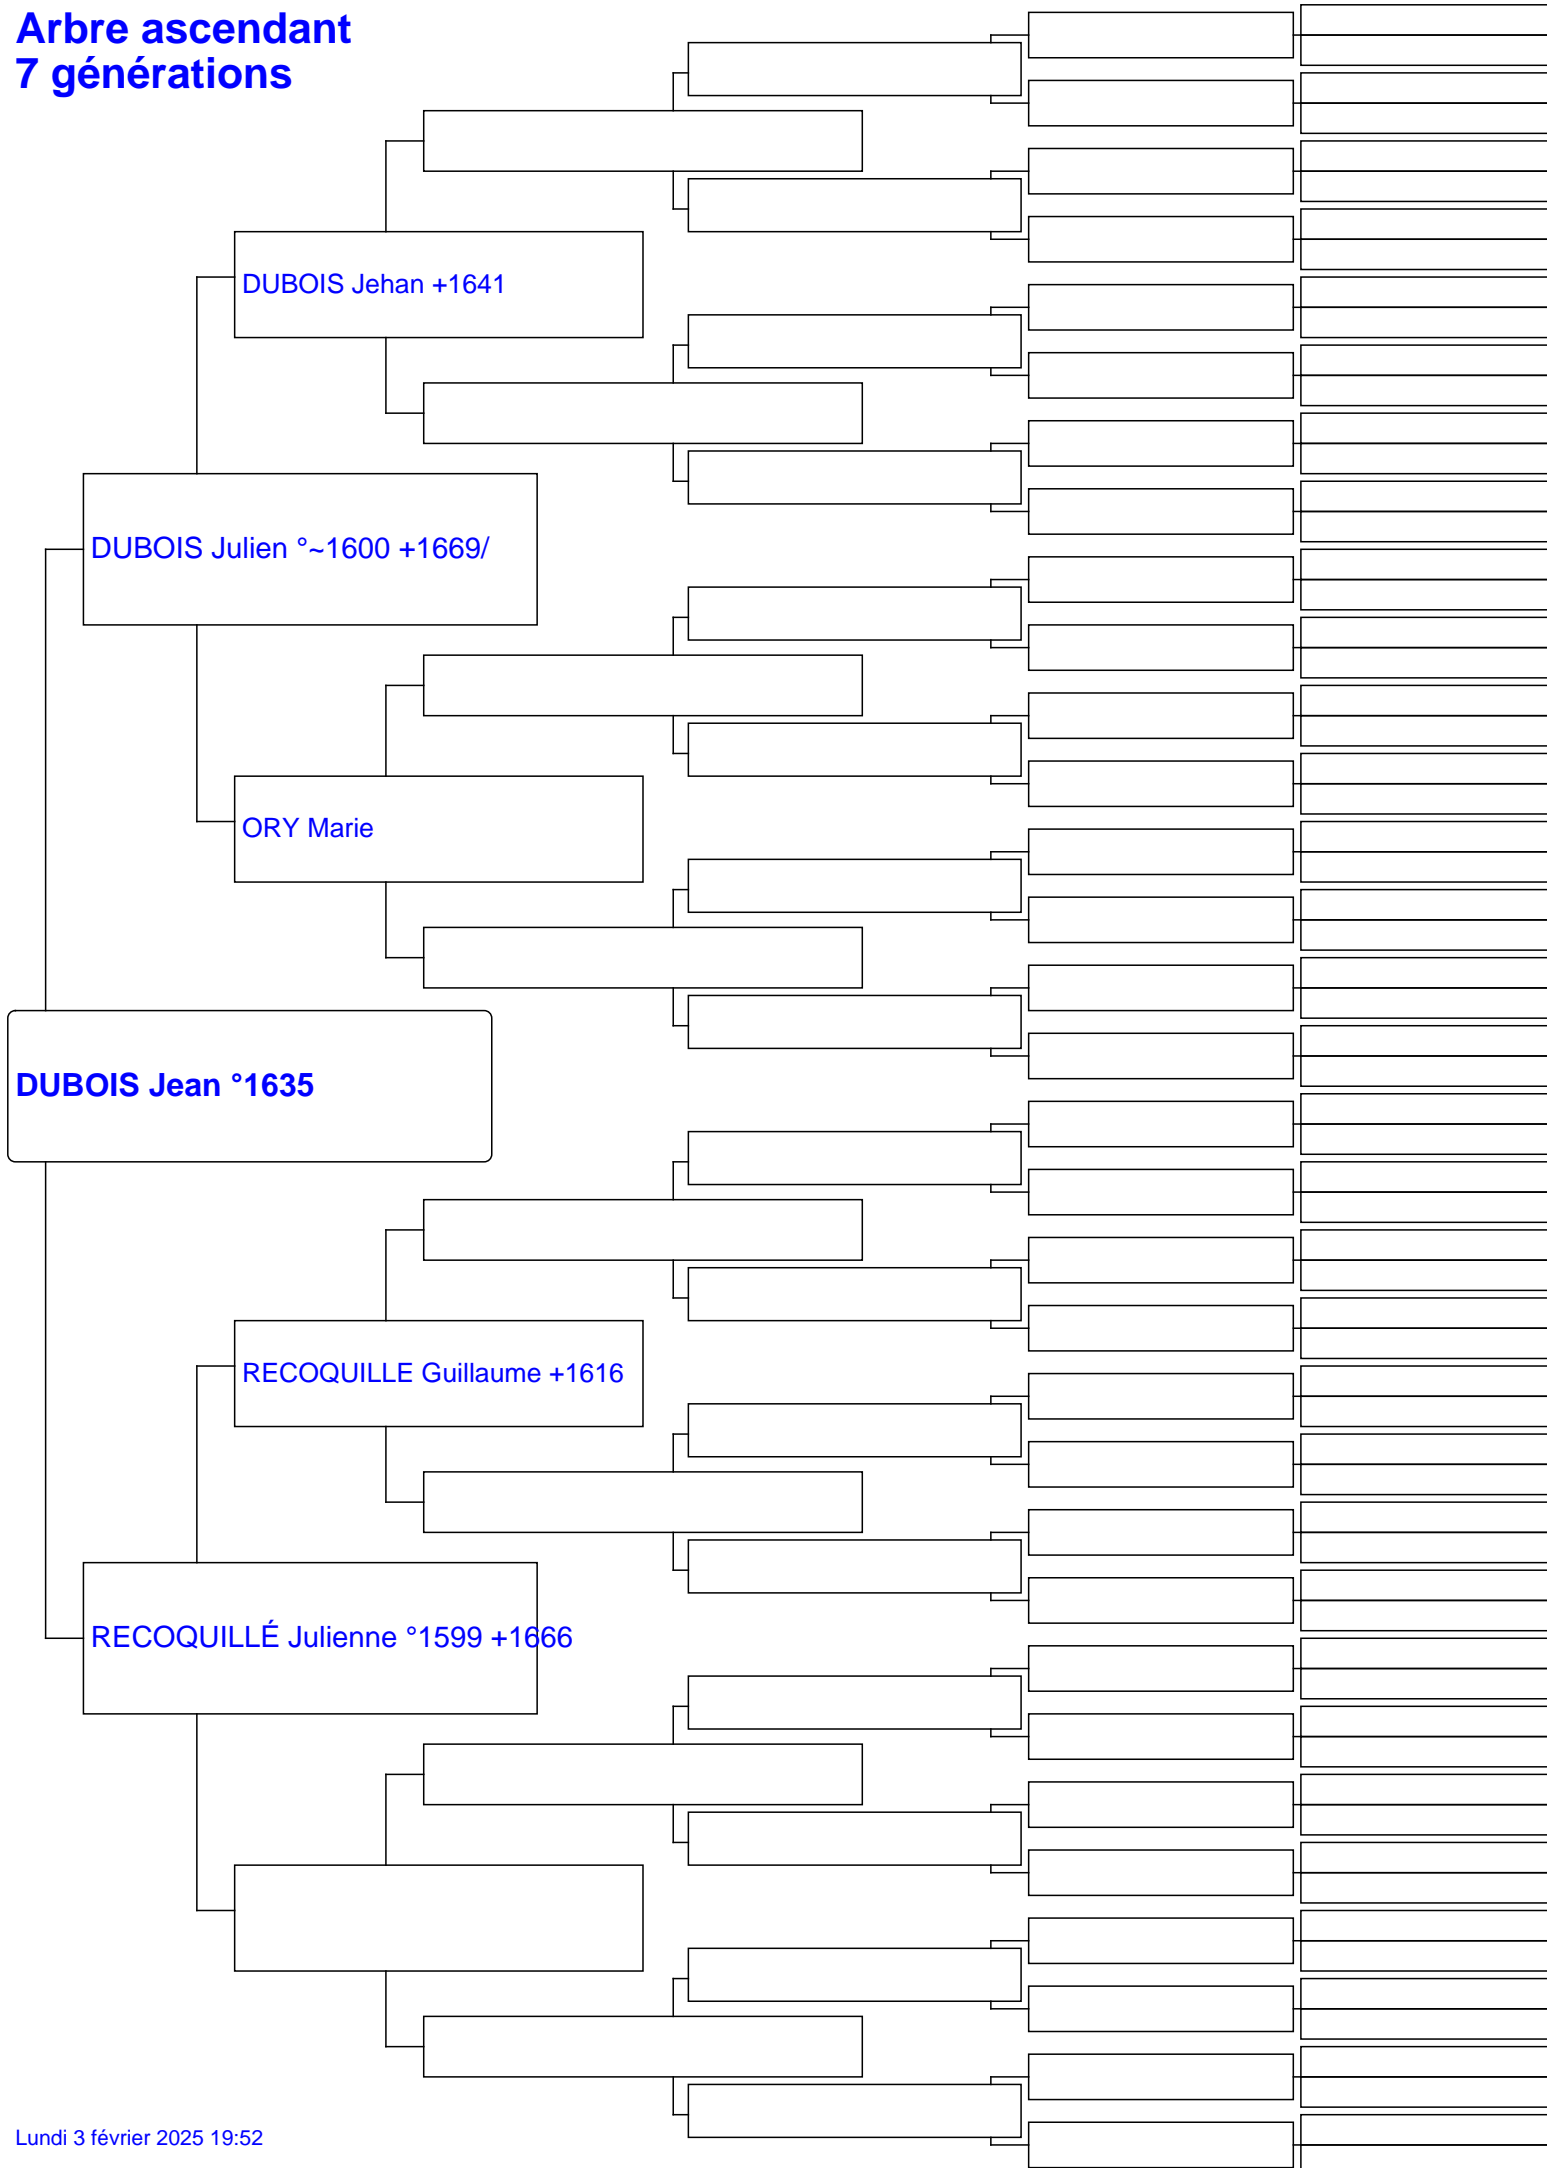 Arbre ascendant
7 générations
DUBOIS Jehan +1641
DUBOIS Julien °~1600 +1669/
ORY Marie
DUBOIS Jean °1635
RECOQUILLE Guillaume +1616
RECOQUILLÉ Julienne °1599 +1666
Lundi 3 février 2025 19:52